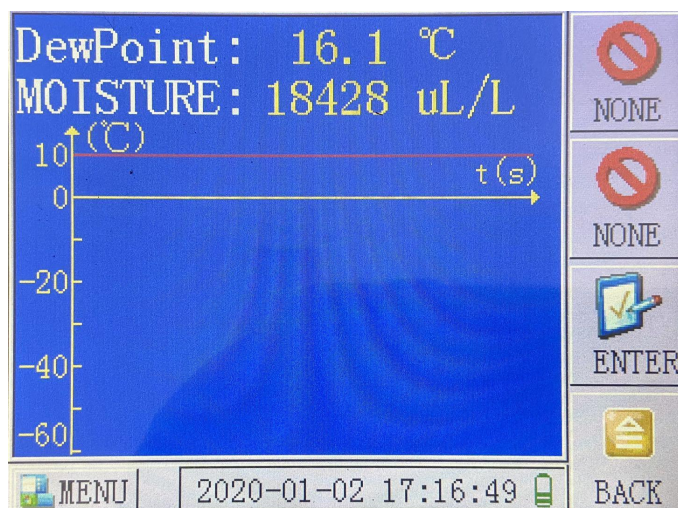 DewPoint: 16.1 ℃
MOISTURE: 18428 uL/L
(℃)
10
t(s)
0
-20
-40
-60
NONE
NONE
ENTER
BACK
MENU
2020-01-02 17:16:49